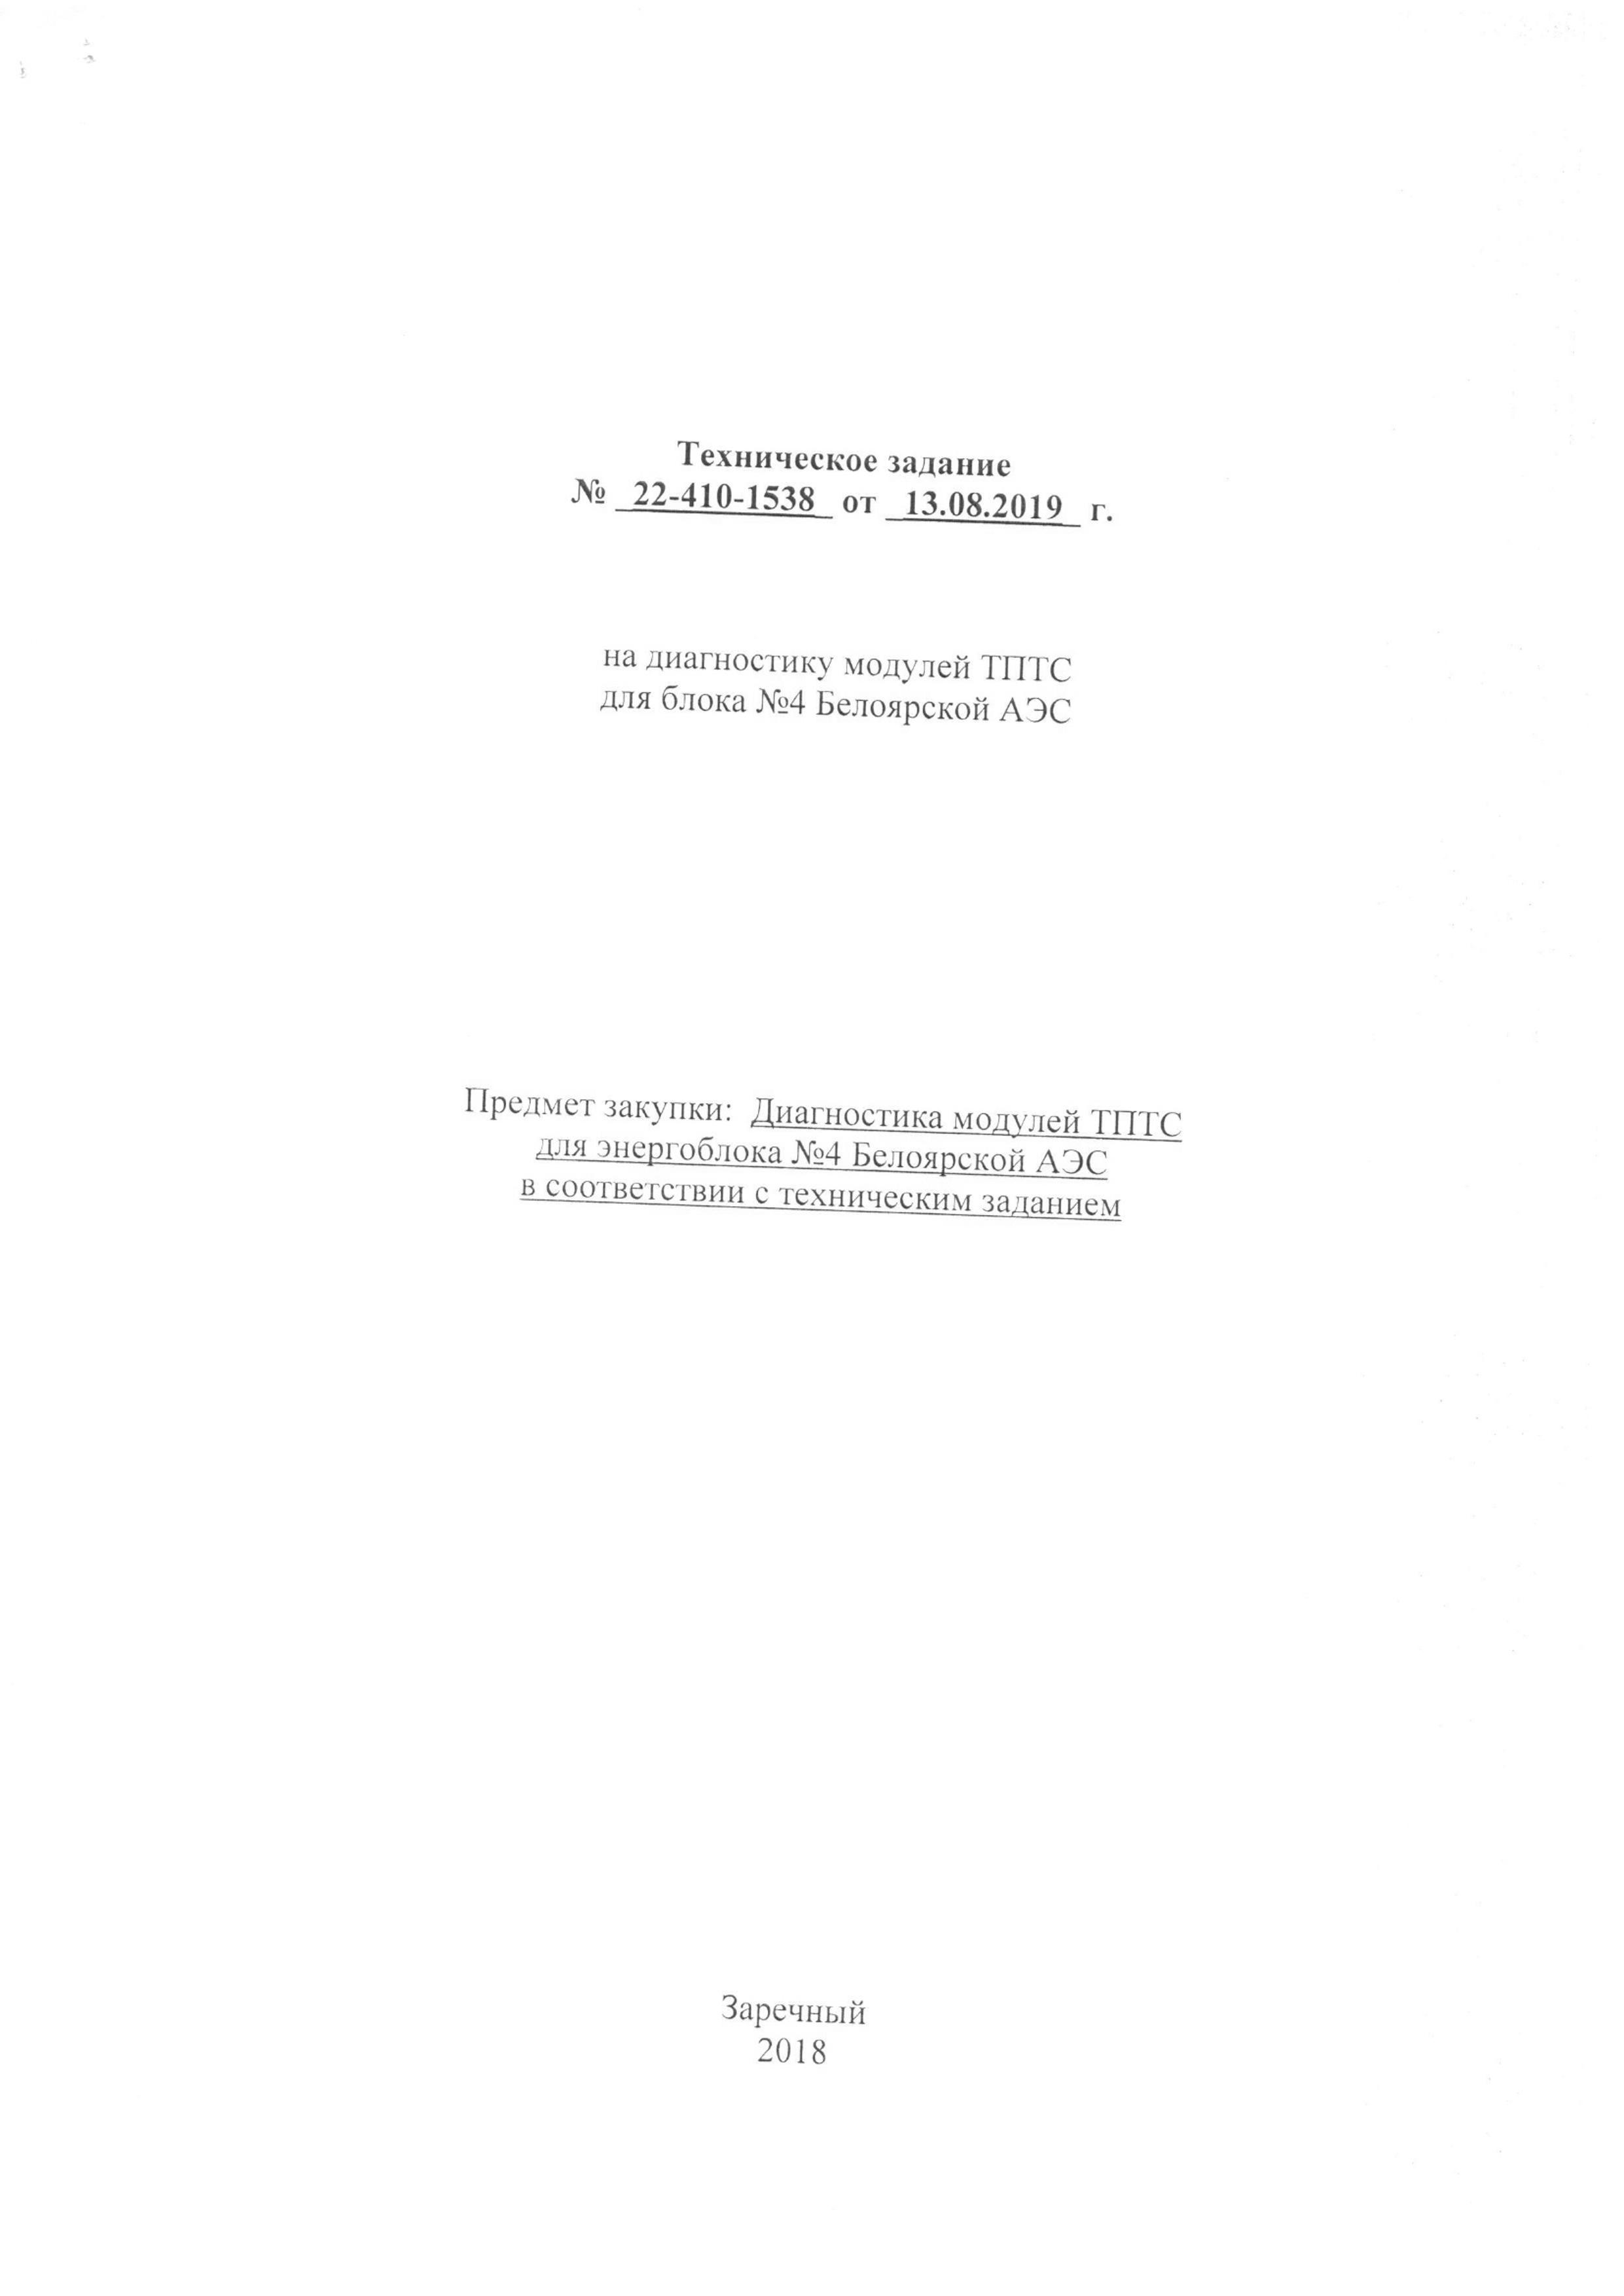 Техническое задание
№ 22-410-1538 от 13.08.2019 г.
на диагностику модулей ТПТС
для блока №4 Белоярской АЭС
Предмет закупки: Диагностика модулей ТПТС
для энергоблока №4 Белоярской АЭС
в соответствии с техническим заданием
Заречный
2018